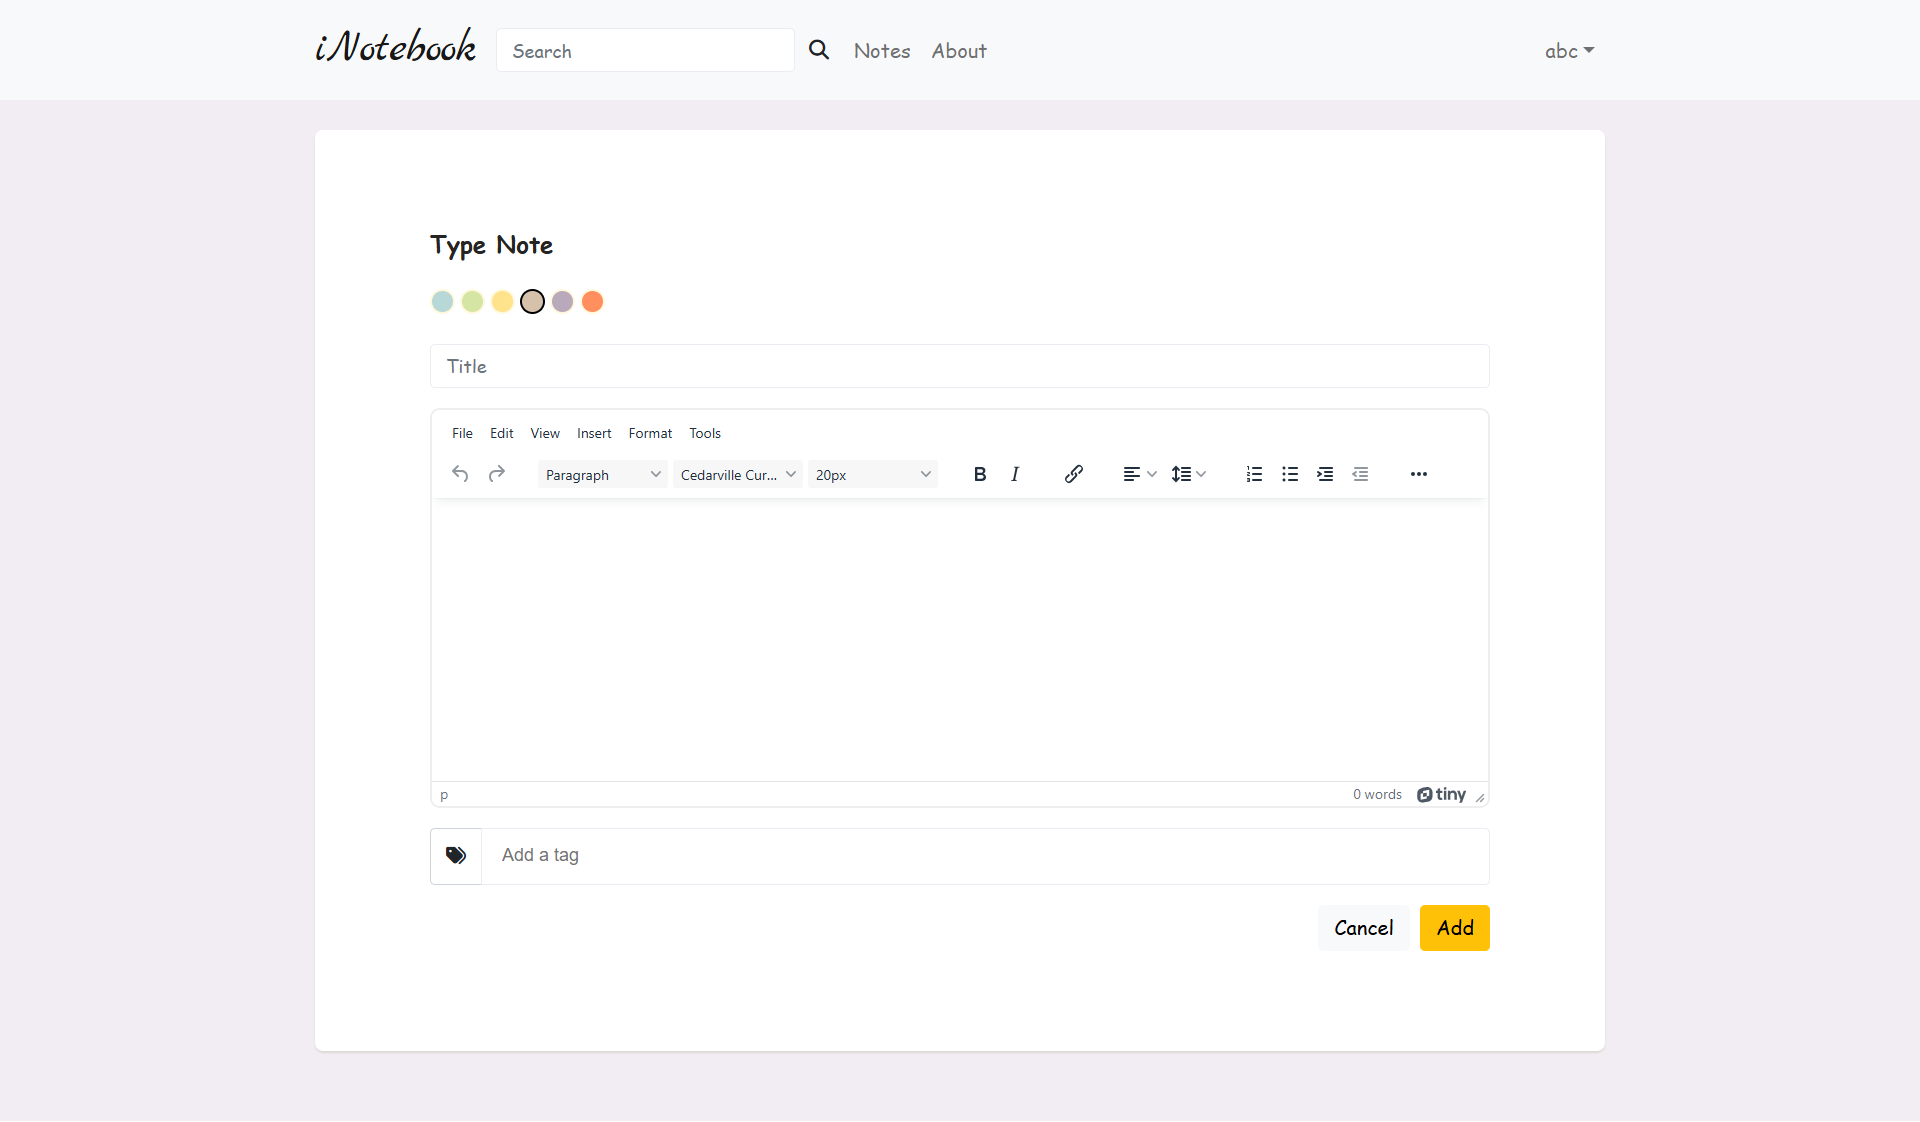 iNotebook Search Notes About abc
Type Note
Title
File Edit View Insert Format Tools
Paragraph Cedarville Cur... 20px B I
p 0 words tiny
Add a tag
Cancel Add